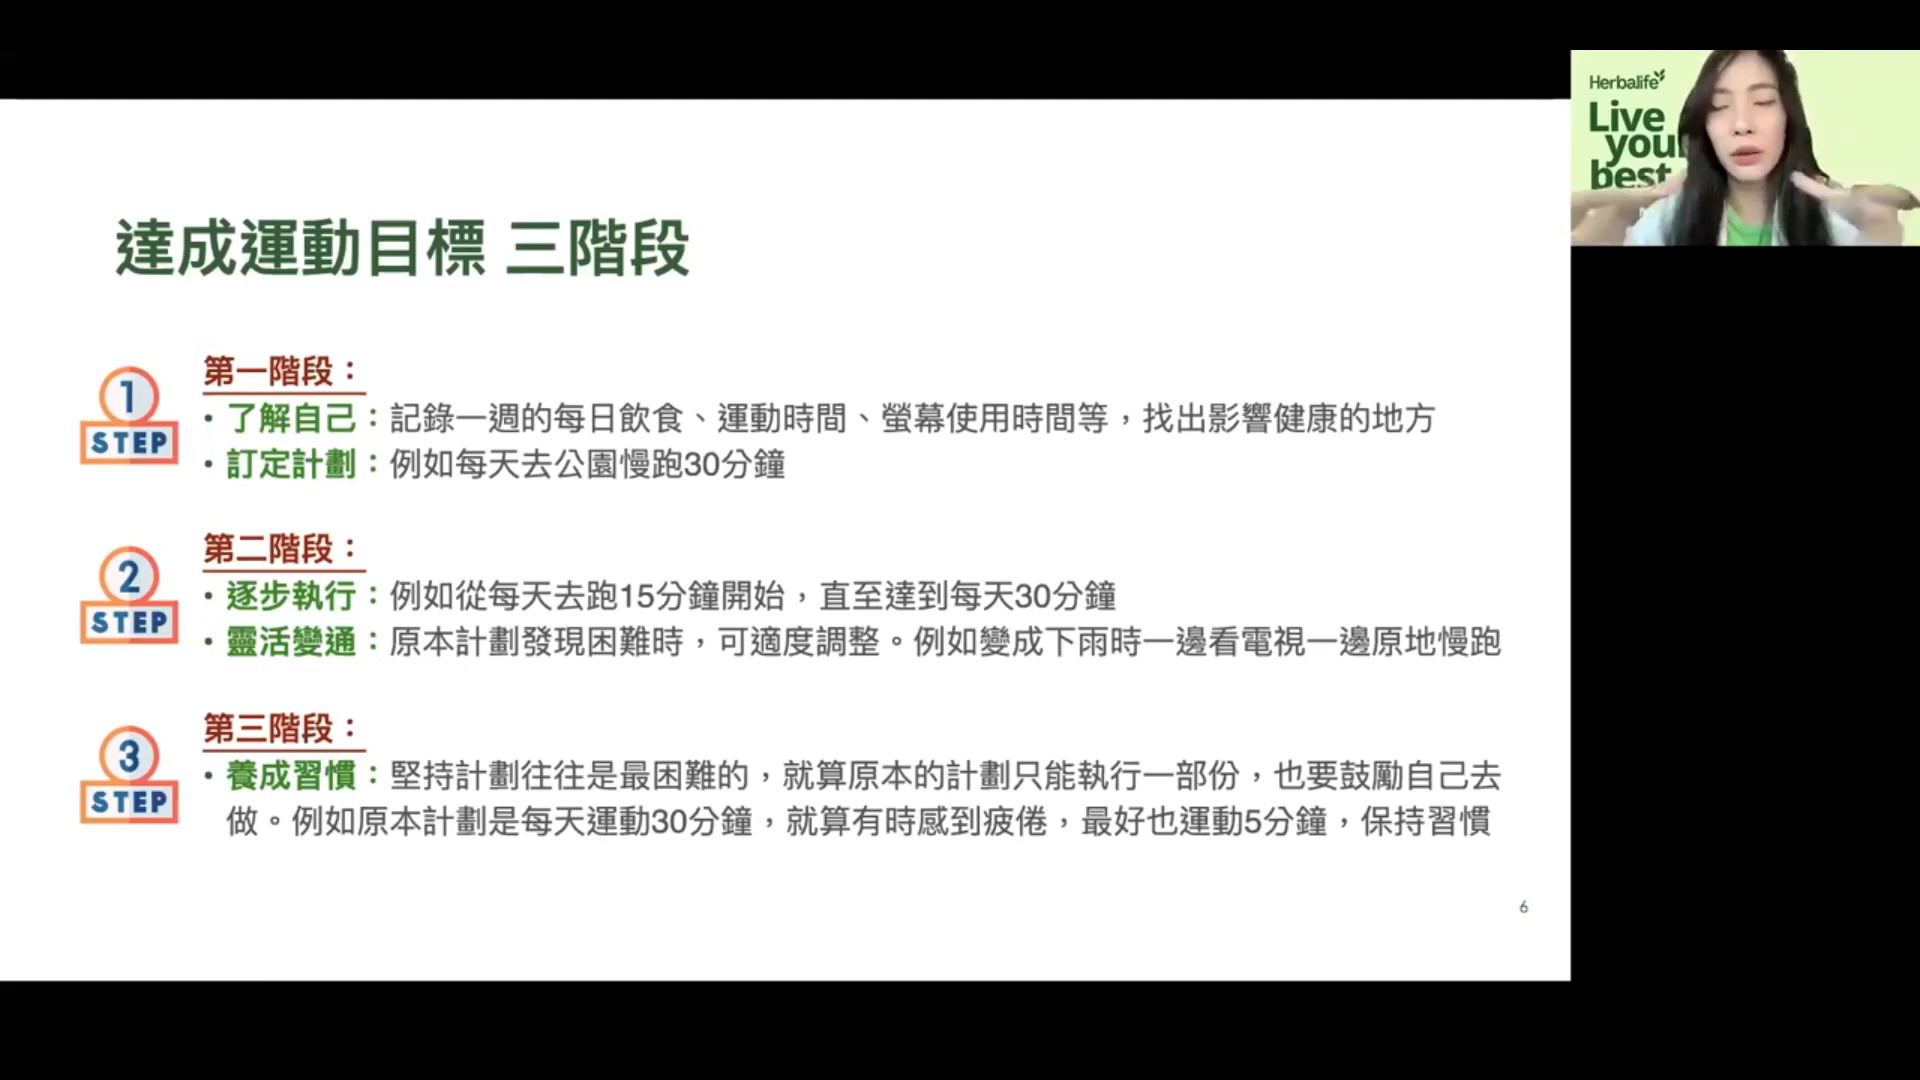 達成運動目標 三階段
1
STEP
第一階段：
• 了解自己：記錄一週的每日飲食、運動時間、螢幕使用時間等，找出影響健康的地方
• 訂定計劃：例如每天去公園慢跑30分鐘
2
STEP
第二階段：
• 逐步執行：例如從每天去跑15分鐘開始，直至達到每天30分鐘
• 靈活變通：原本計劃發現困難時，可適度調整。例如變成下雨時一邊看電視一邊原地慢跑
3
STEP
第三階段：
• 養成習慣：堅持計劃往往是最困難的，就算原本的計劃只能執行一部份，也要鼓勵自己去
做。例如原本計劃是每天運動30分鐘，就算有時感到疲倦，最好也運動5分鐘，保持習慣
6
Herbalife
Live
you
best